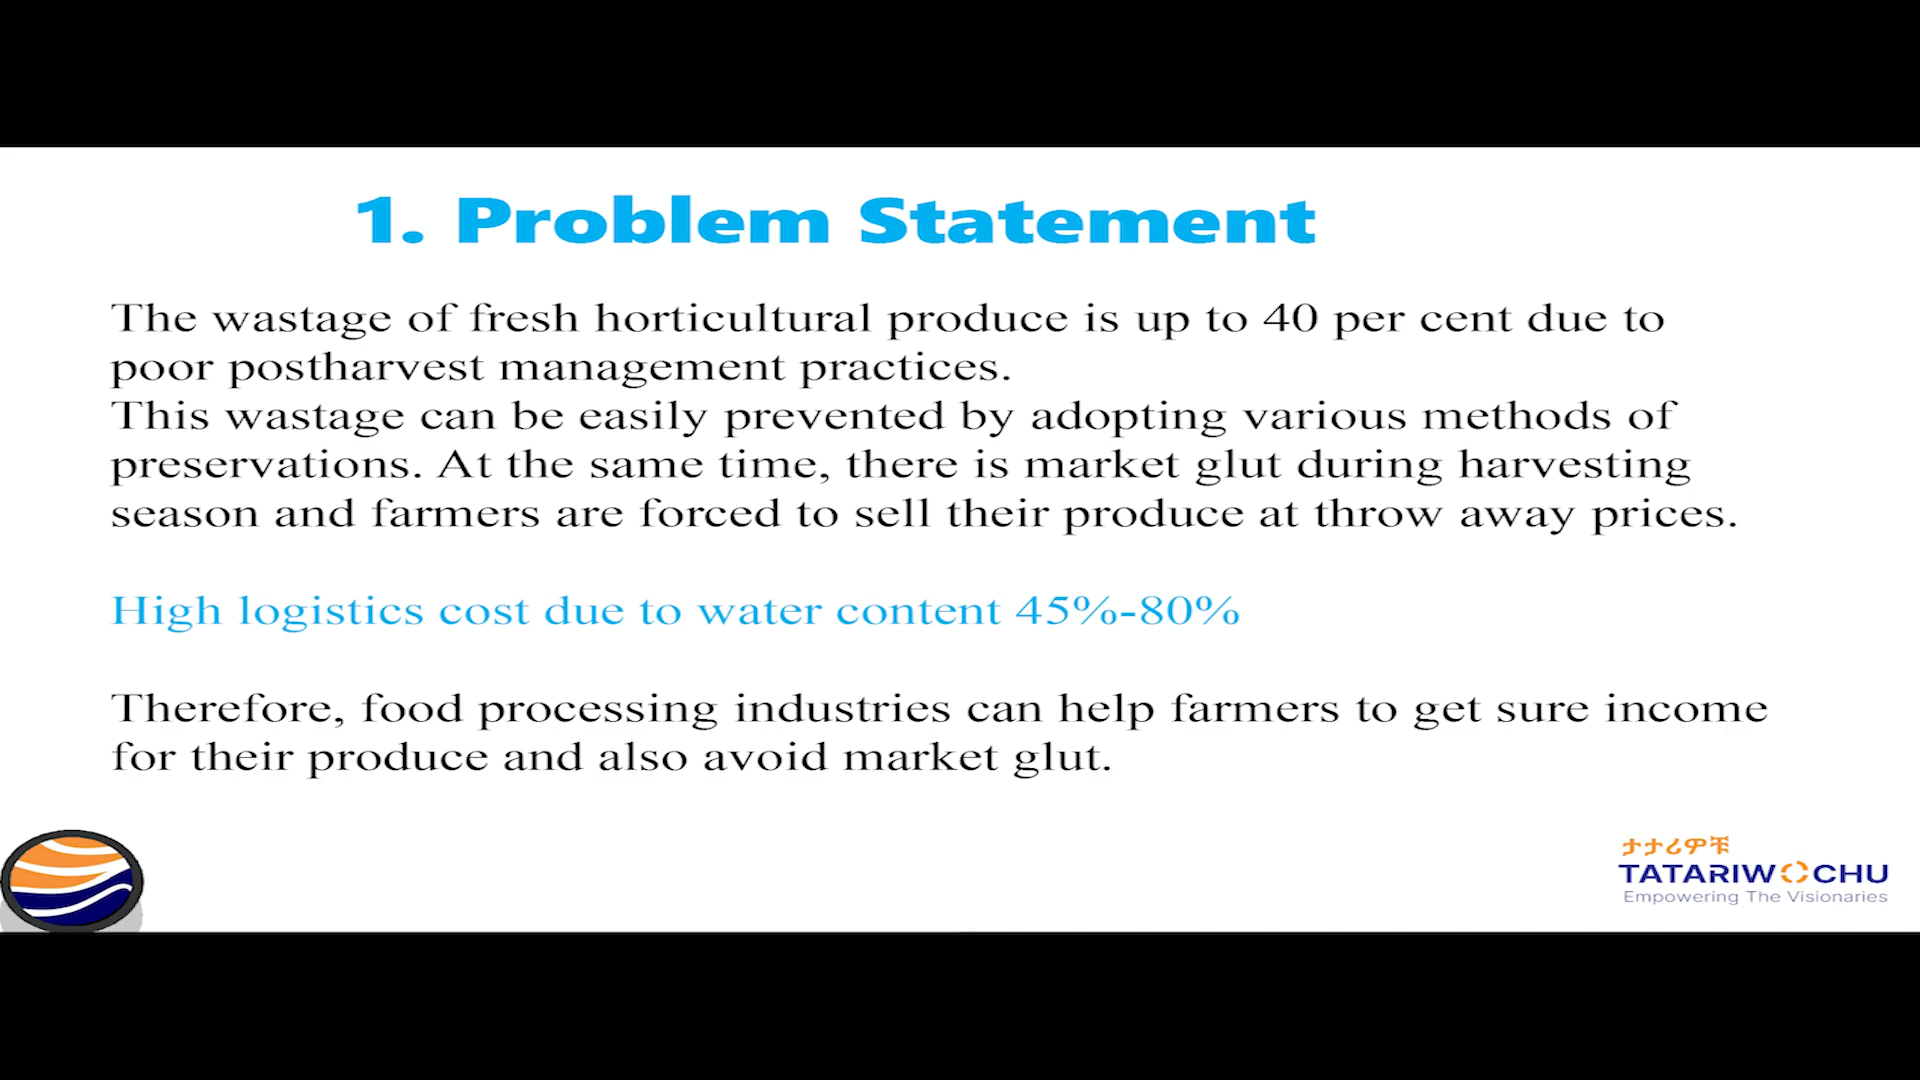 1. Problem Statement
The wastage of fresh horticultural produce is up to 40 per cent due to
poor postharvest management practices.
This wastage can be easily prevented by adopting various methods of
preservations. At the same time, there is market glut during harvesting
season and farmers are forced to sell their produce at throw away prices.
High logistics cost due to water content 45%-80%
Therefore, food processing industries can help farmers to get sure income
for their produce and also avoid market glut.
ታታሪዎቹ
TATARIWOCHU
Empowering The Visionaries